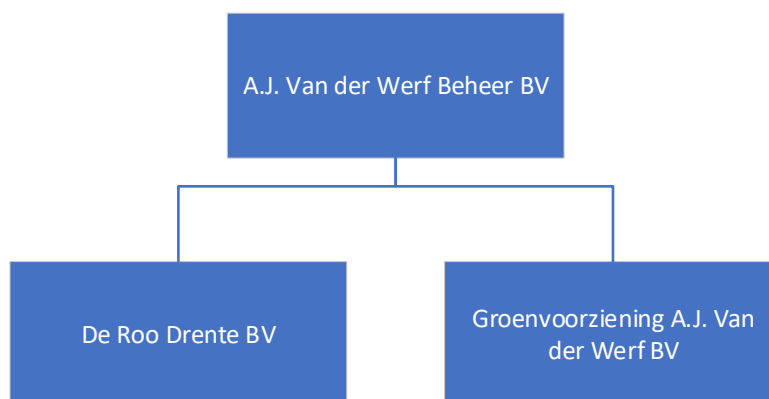 A.J. Van der Werf Beheer BV
De Roo Drente BV
Groenvoorziening A.J. Van
der Werf BV